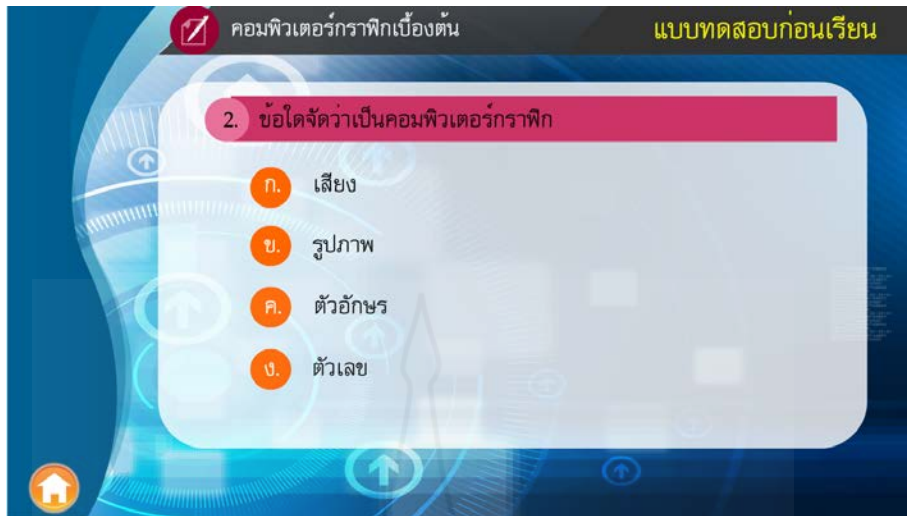 คอมพิวเตอร์กราฟิกเบื้องต้น
แบบทดสอบก่อนเรียน
2. ข้อใดจัดว่าเป็นคอมพิวเตอร์กราฟิก
ก. เสียง
ข. รูปภาพ
ค. ตัวอักษร
ง. ตัวเลข